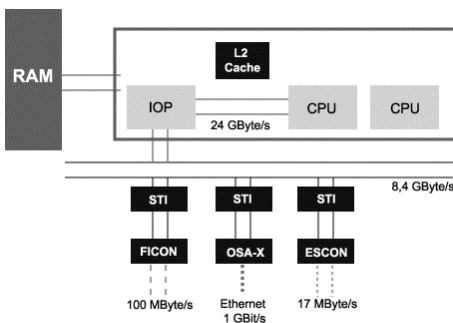 RAM
L2
Cache
IOP
CPU
CPU
24 GByte/s
8,4 GByte/s
STI
STI
STI
FICON
OSA-X
ESCON
100 MByte/s
Ethernet
1 GBit/s
17 MByte/s